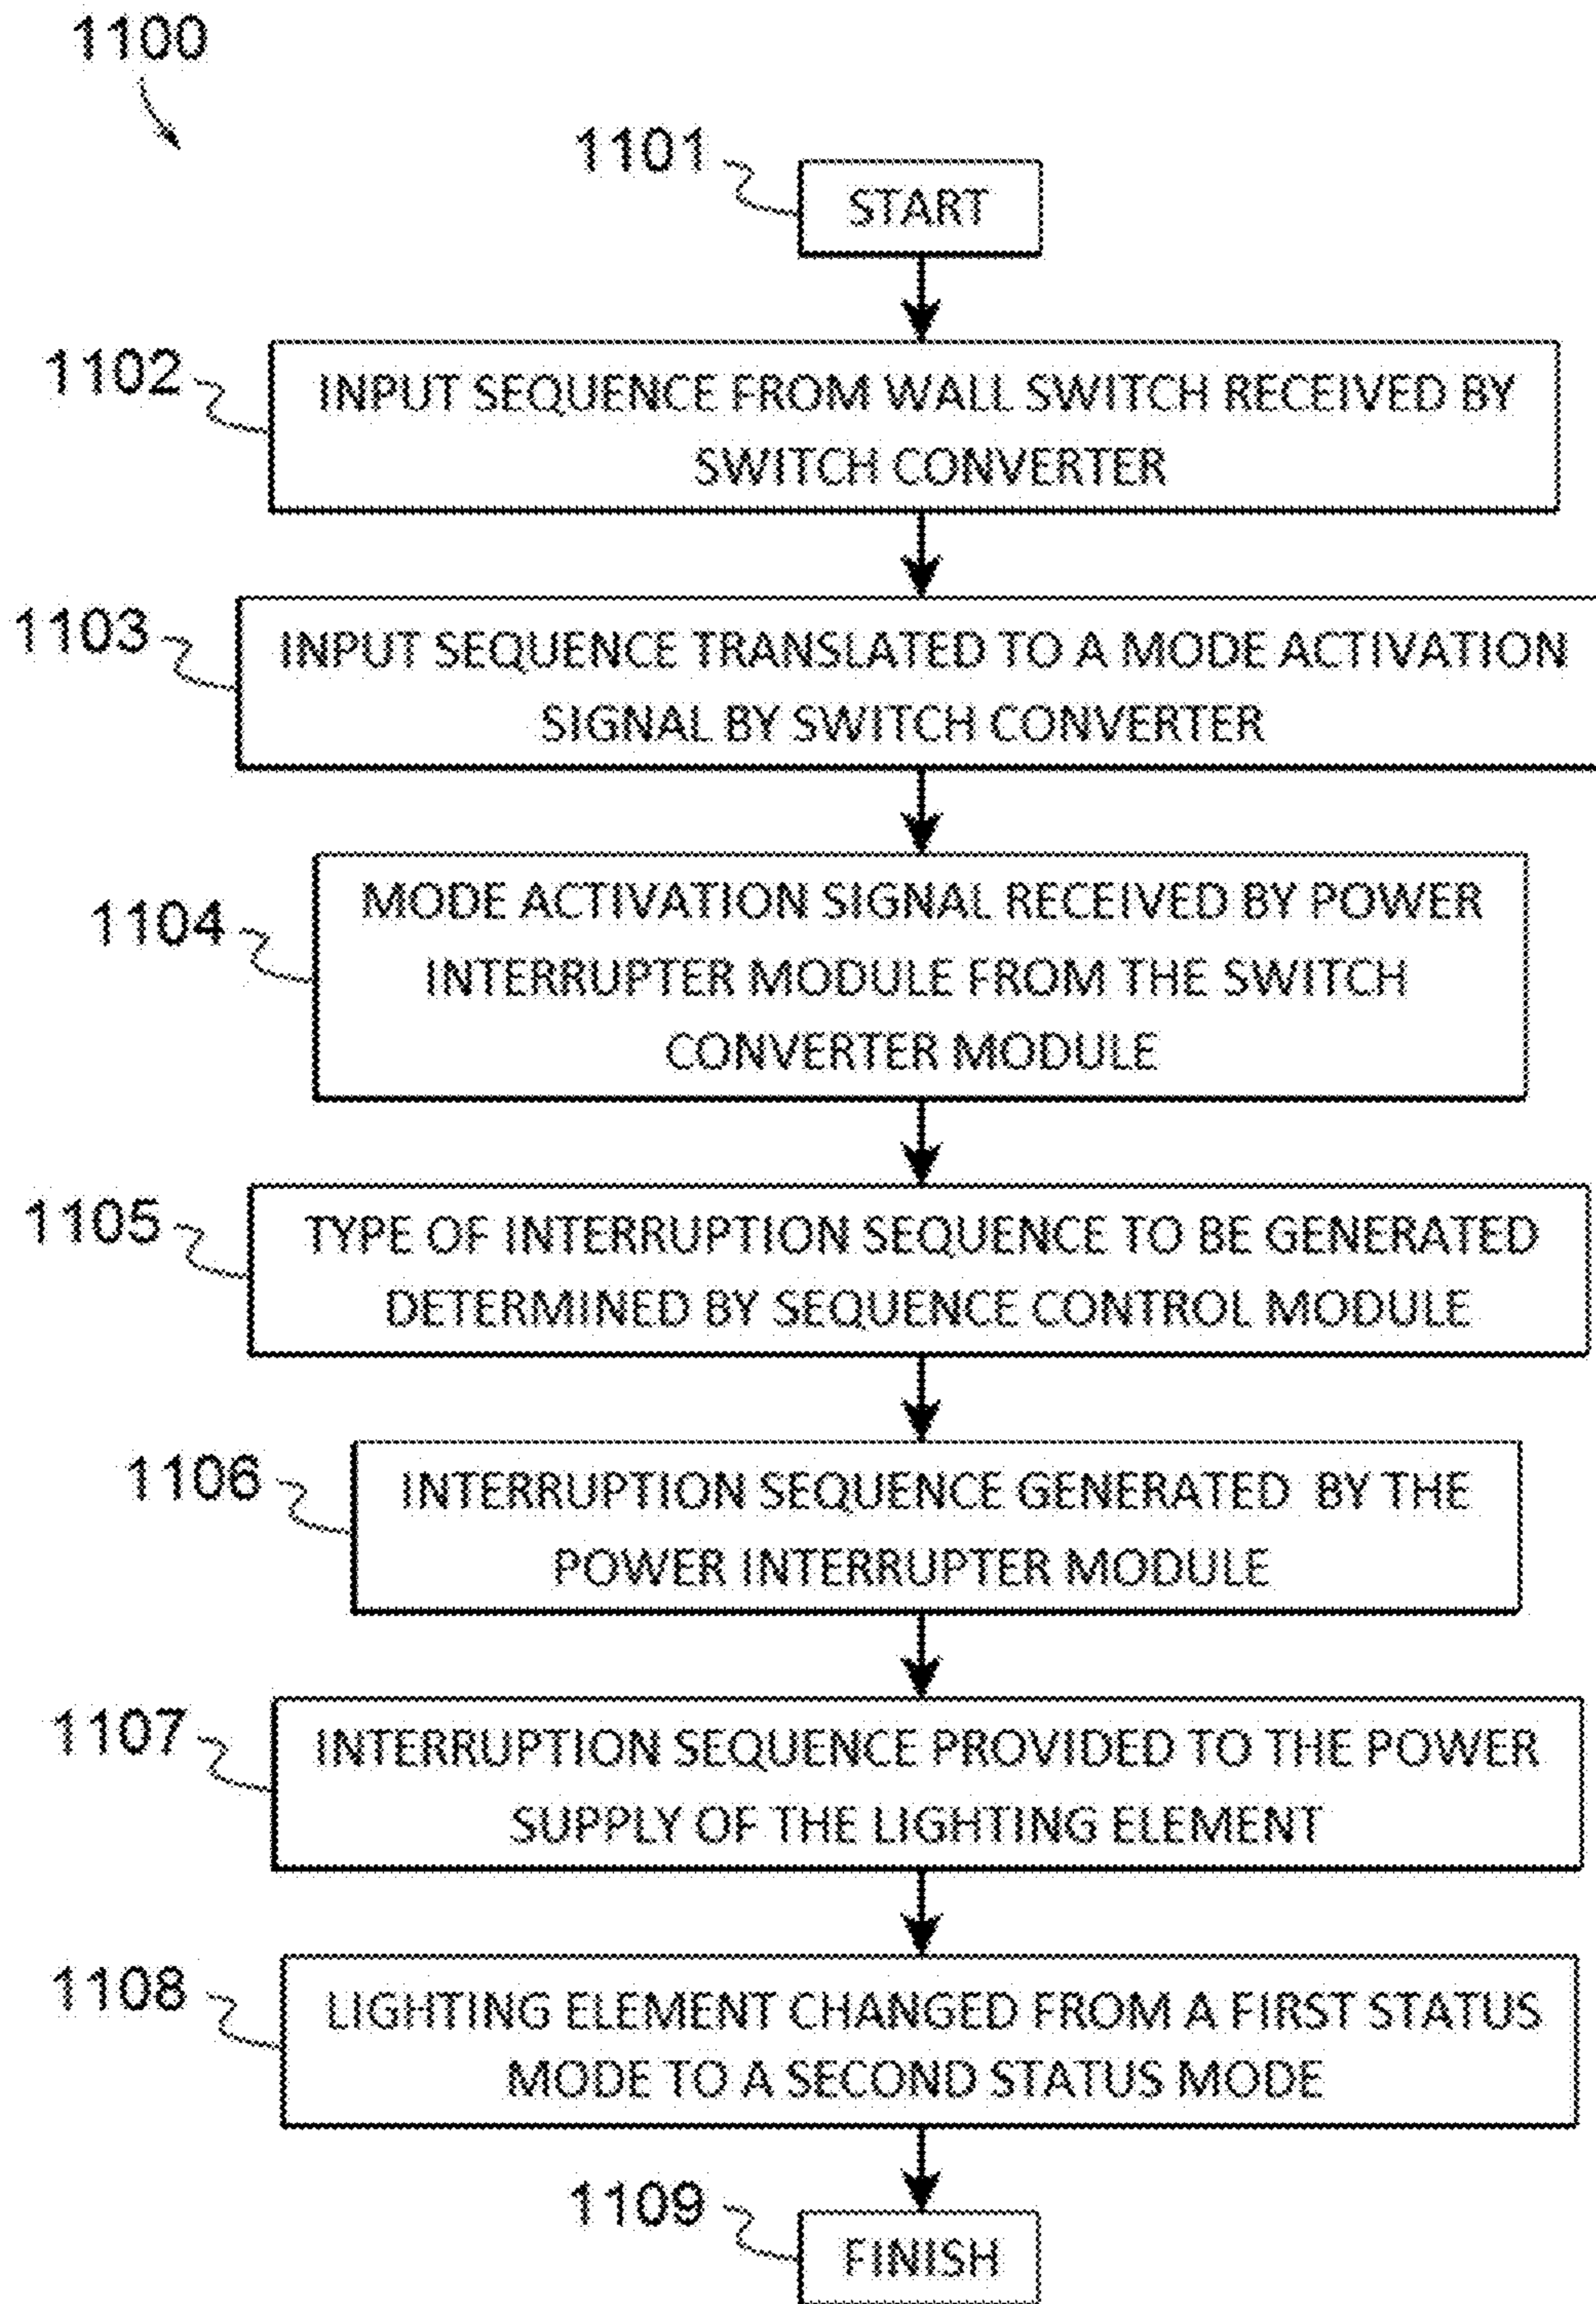 1100
1101
START
1102
INPUT SEQUENCE FROM WALL SWITCH RECEIVED BY
SWITCH CONVERTER
1103
INPUT SEQUENCE TRANSLATED TO A MODE ACTIVATION
SIGNAL BY SWITCH CONVERTER
1104
MODE ACTIVATION SIGNAL RECEIVED BY POWER
INTERRUPTER MODULE FROM THE SWITCH
CONVERTER MODULE
1105
TYPE OF INTERRUPTION SEQUENCE TO BE GENERATED
DETERMINED BY SEQUENCE CONTROL MODULE
1106
INTERRUPTION SEQUENCE GENERATED BY THE
POWER INTERRUPTER MODULE
1107
INTERRUPTION SEQUENCE PROVIDED TO THE POWER
SUPPLY OF THE LIGHTING ELEMENT
1108
LIGHTING ELEMENT CHANGED FROM A FIRST STATUS
MODE TO A SECOND STATUS MODE
1109
FINISH